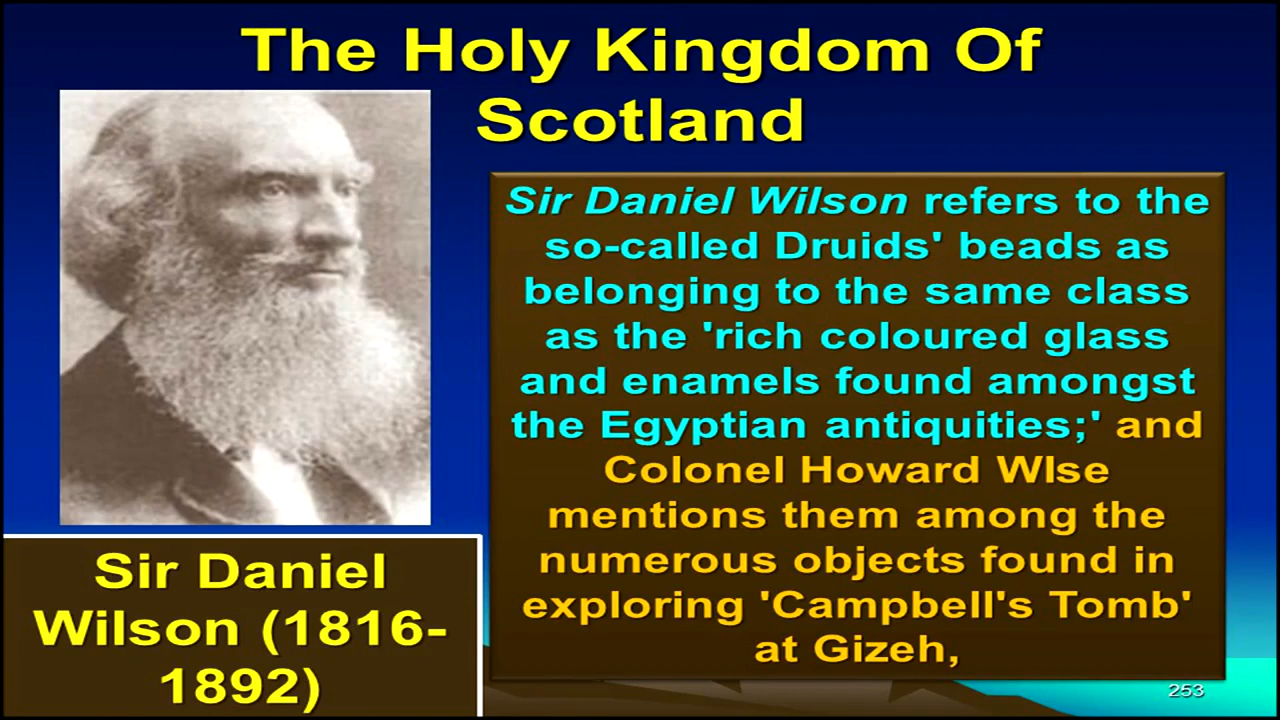 The Holy Kingdom Of
Scotland
Sir Daniel Wilson refers to the
so-called Druids' beads as
belonging to the same class
as the 'rich coloured glass
and enamels found amongst
the Egyptian antiquities;' and
Colonel Howard WIse
mentions them among the
numerous objects found in
exploring 'Campbell's Tomb'
at Gizeh,
Sir Daniel
Wilson (1816-
1892)
253